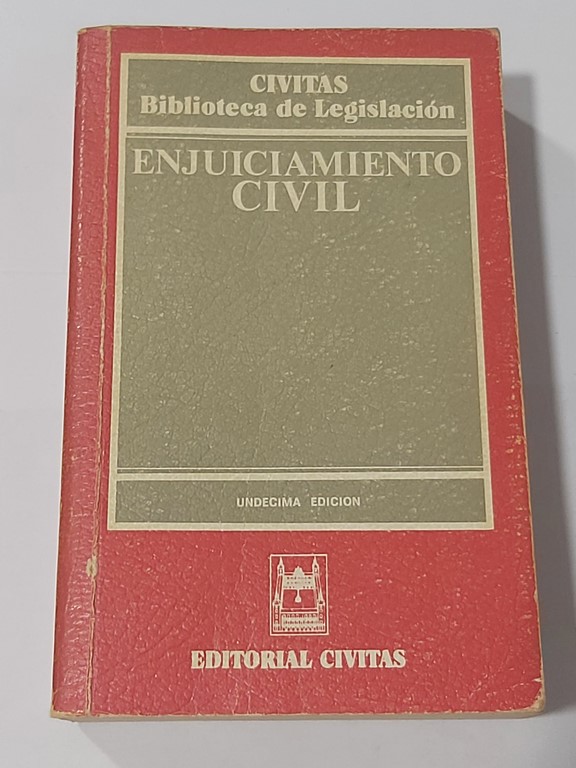 CIVITAS
Biblioteca de Legislación
ENJUICIAMIENTO
CIVIL
UNDECIMA EDICION
EDITORIAL CIVITAS